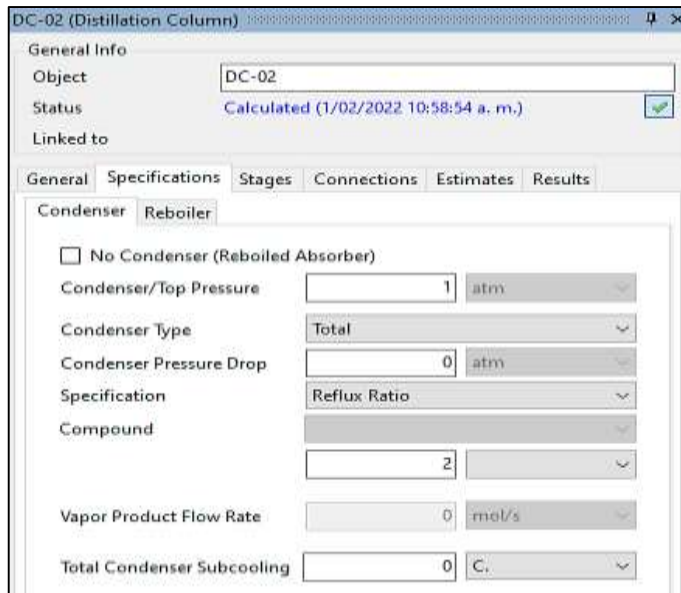 DC-02 (Distillation Column)
General Info
Object DC-02
Status Calculated (1/02/2022 10:58:54 a. m.)
Linked to
General Specifications Stages Connections Estimates Results
Condenser Reboiler
No Condenser (Reboiled Absorber)
Condenser/Top Pressure 1 atm
Condenser Type Total
Condenser Pressure Drop 0 atm
Specification Reflux Ratio
Compound
2
Vapor Product Flow Rate 0 mol/s
Total Condenser Subcooling 0 C.